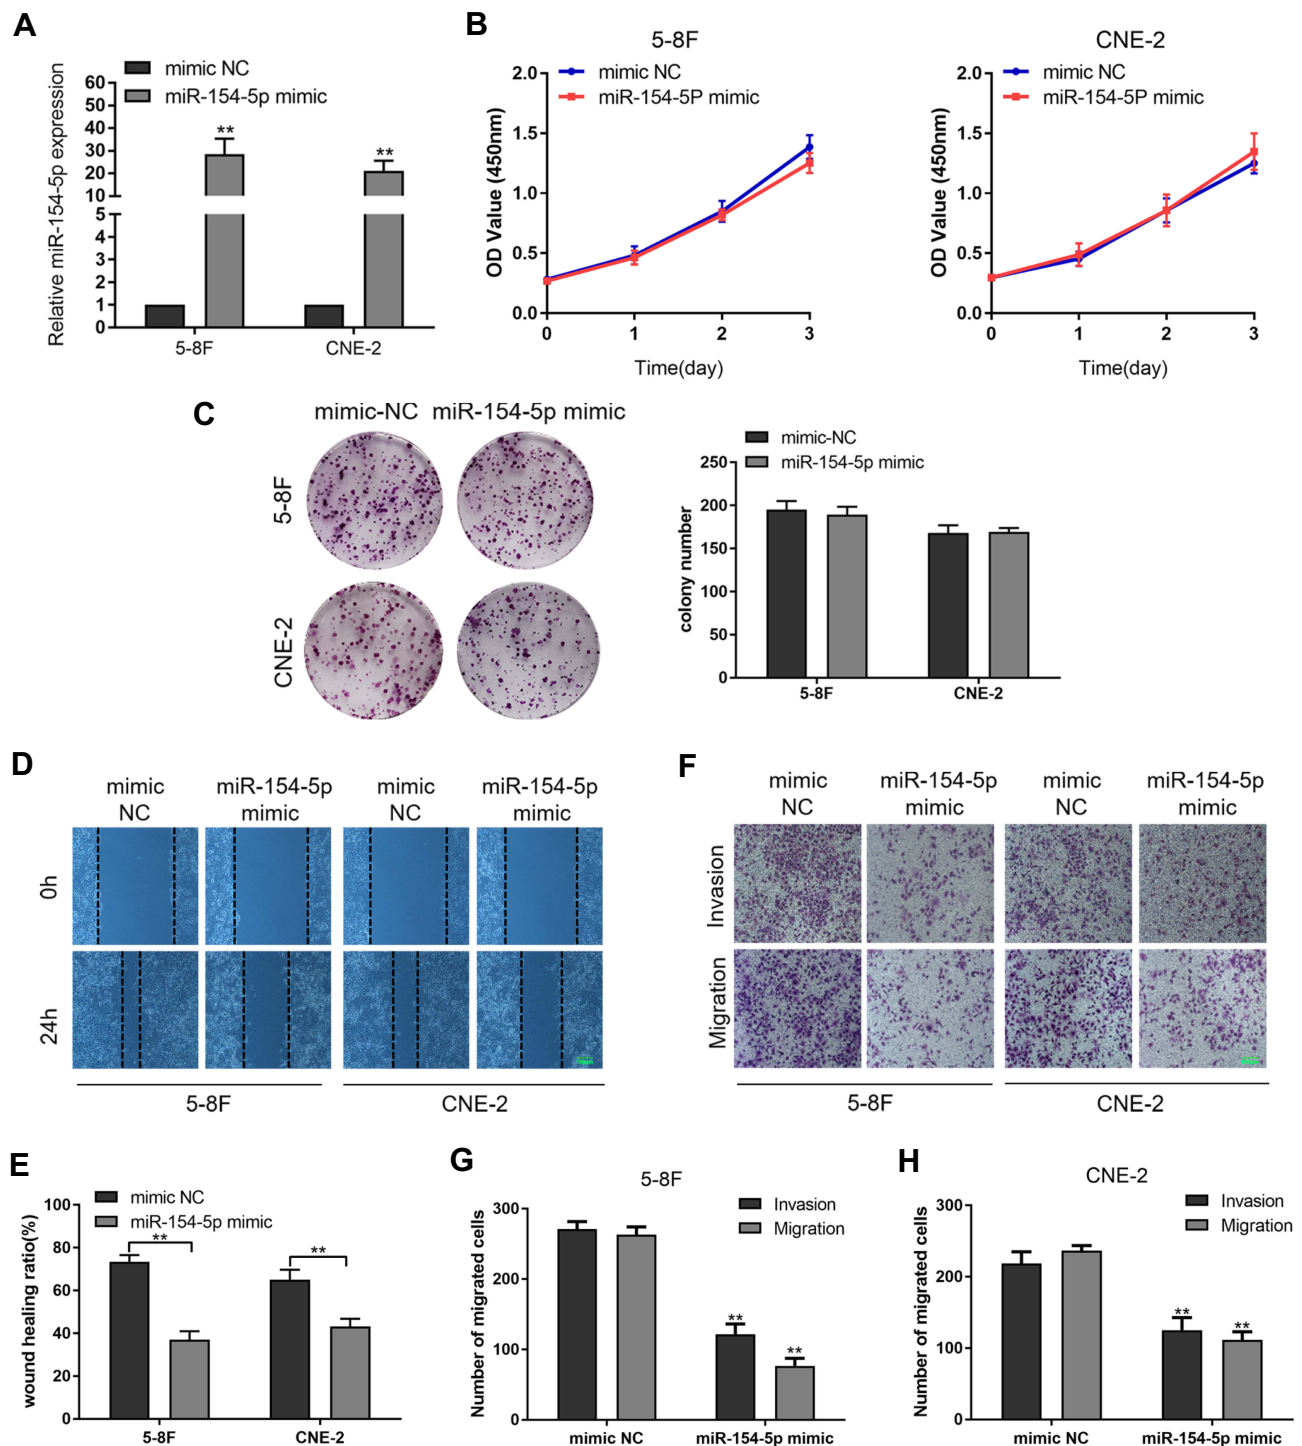 A
mimic NC
miR-154-5p mimic
Relative miR-154-5p expression
60
50
40
30
20
10
5
4
3
2
1
0
**
**
5-8F
CNE-2
B
5-8F
mimic NC
miR-154-5P mimic
OD Value (450nm)
2.0
1.5
1.0
0.5
0.0
0 1 2 3
Time(day)
CNE-2
mimic NC
miR-154-5P mimic
OD Value (450nm)
2.0
1.5
1.0
0.5
0.0
0 1 2 3
Time(day)
C
mimic-NC miR-154-5p mimic
5-8F
CNE-2
mimic-NC
miR-154-5p mimic
colony number
250
200
150
100
50
0
5-8F
CNE-2
D
mimic NC
miR-154-5p mimic
mimic NC
miR-154-5p mimic
0h
24h
5-8F
CNE-2
F
mimic NC
miR-154-5p mimic
mimic NC
miR-154-5p mimic
Invasion
Migration
5-8F
CNE-2
E
mimic NC
miR-154-5p mimic
wound healing ratio(%)
100
80
60
40
20
0
**
**
5-8F
CNE-2
G
5-8F
Invasion
Migration
Number of migrated cells
300
200
100
0
**
**
mimic NC
miR-154-5p mimic
H
CNE-2
Invasion
Migration
Number of migrated cells
300
200
100
0
**
**
mimic NC
miR-154-5p mimic